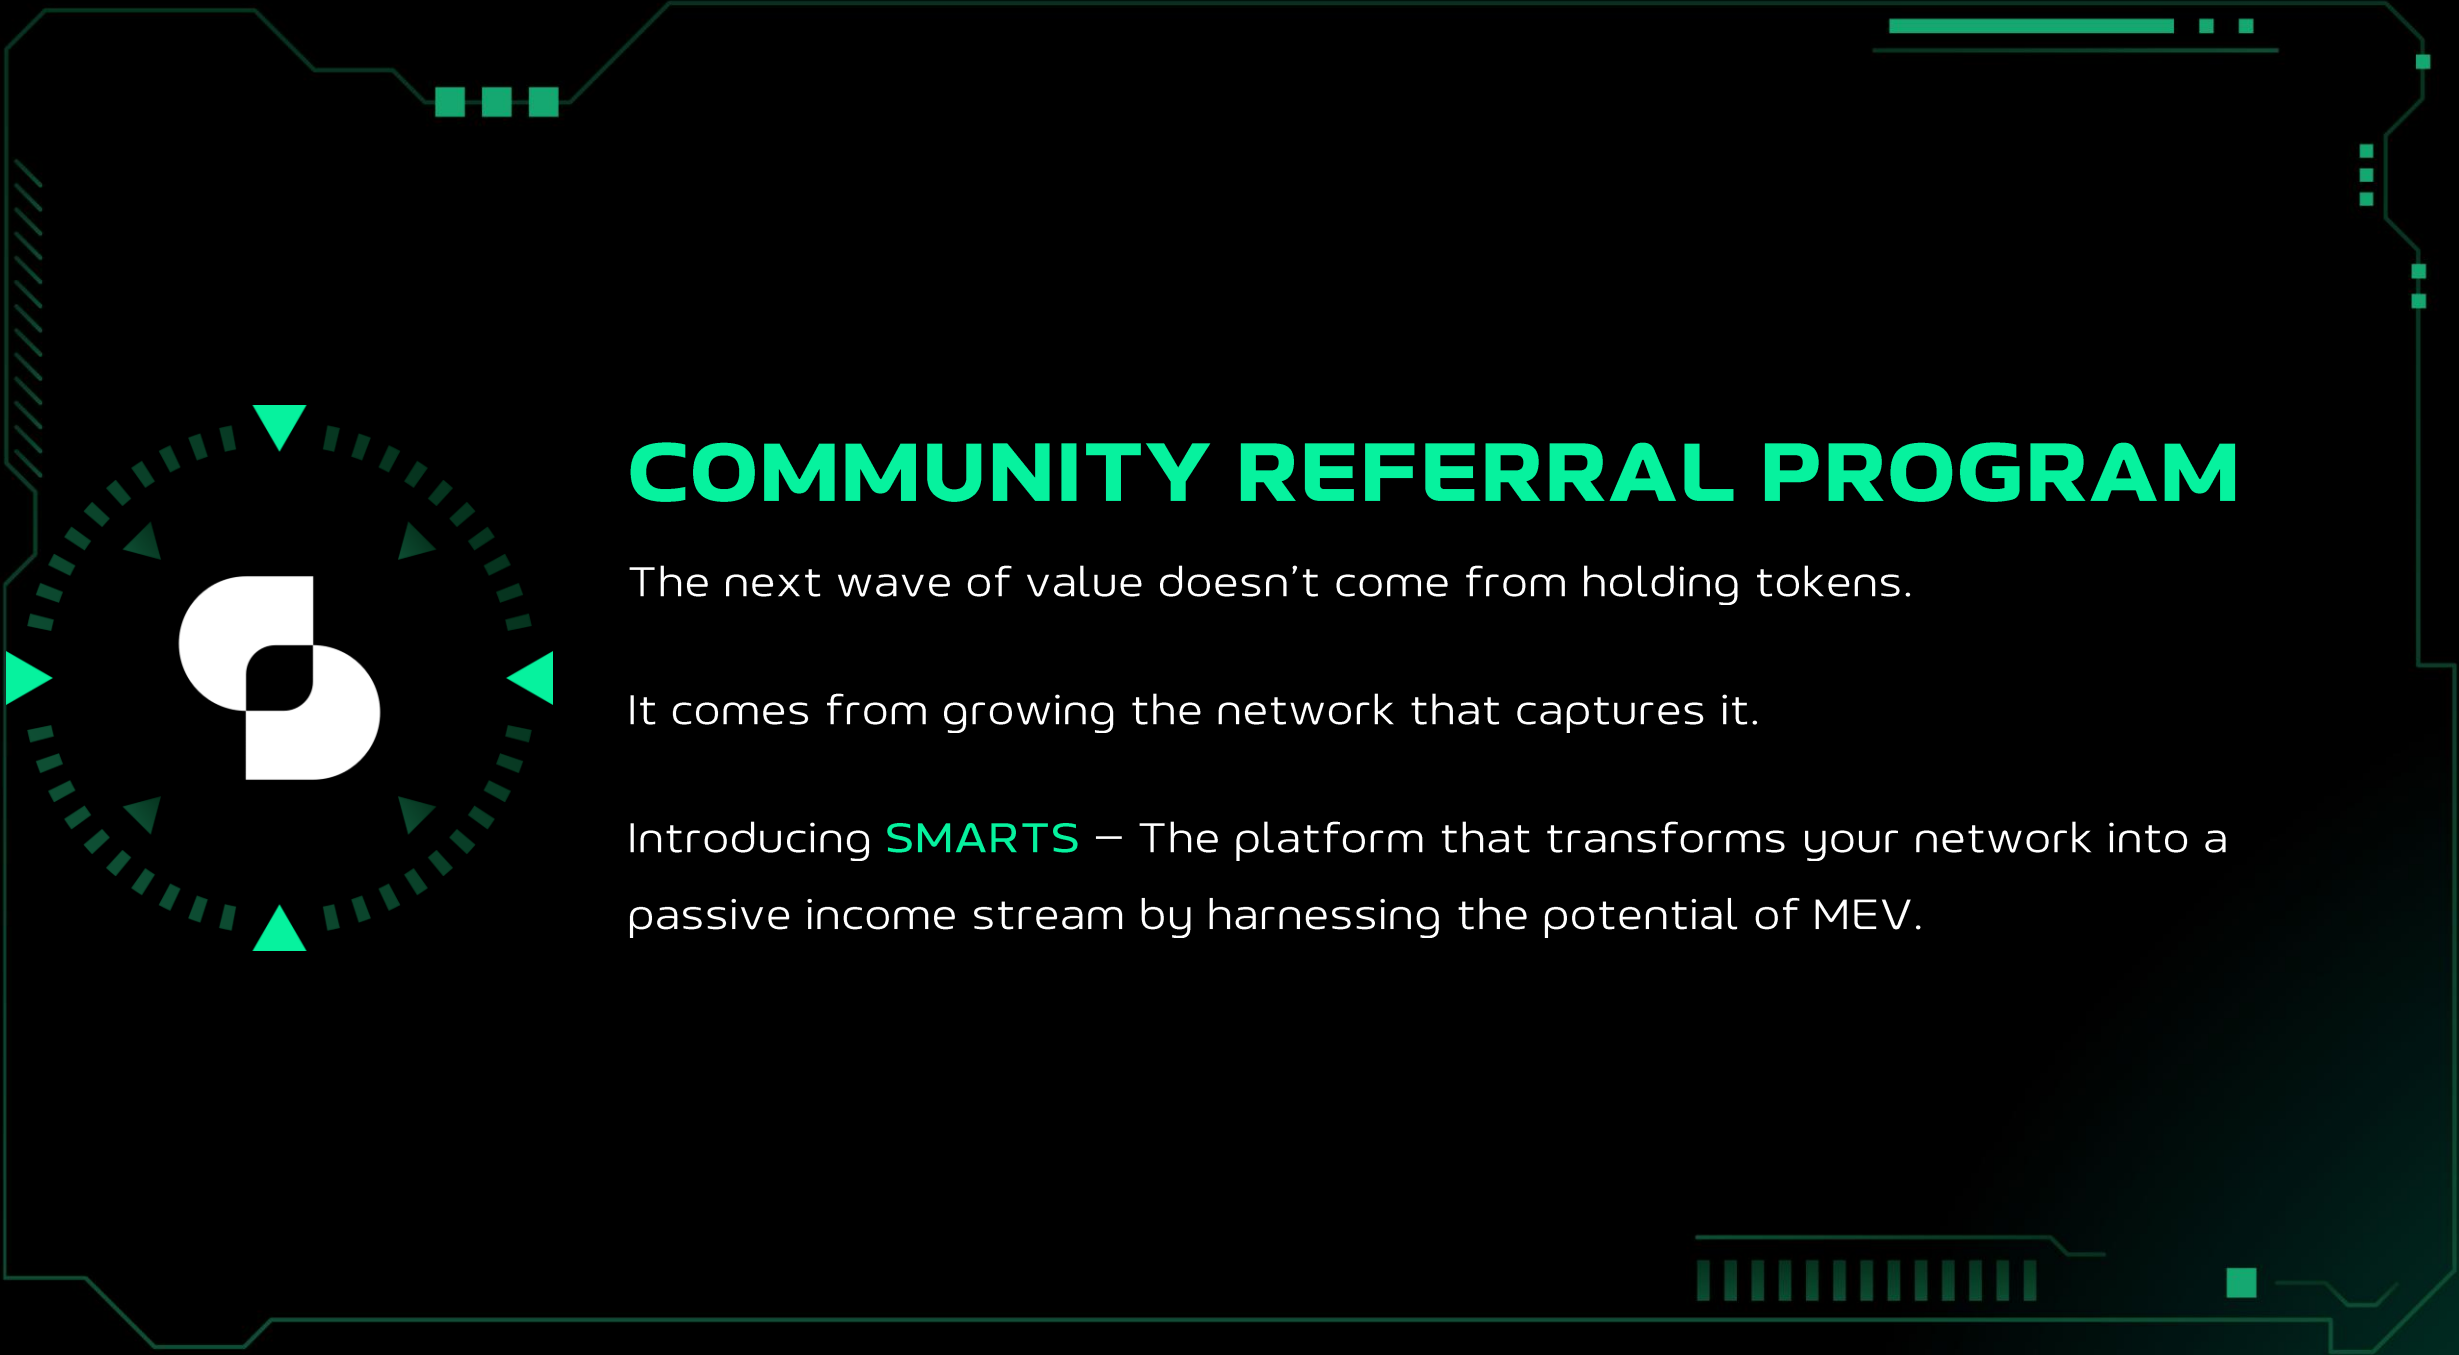 COMMUNITY REFERRAL PROGRAM
The next wave of value doesn’t come from holding tokens.
It comes from growing the network that captures it.
Introducing SMARTS – The platform that transforms your network into a
passive income stream by harnessing the potential of MEV.